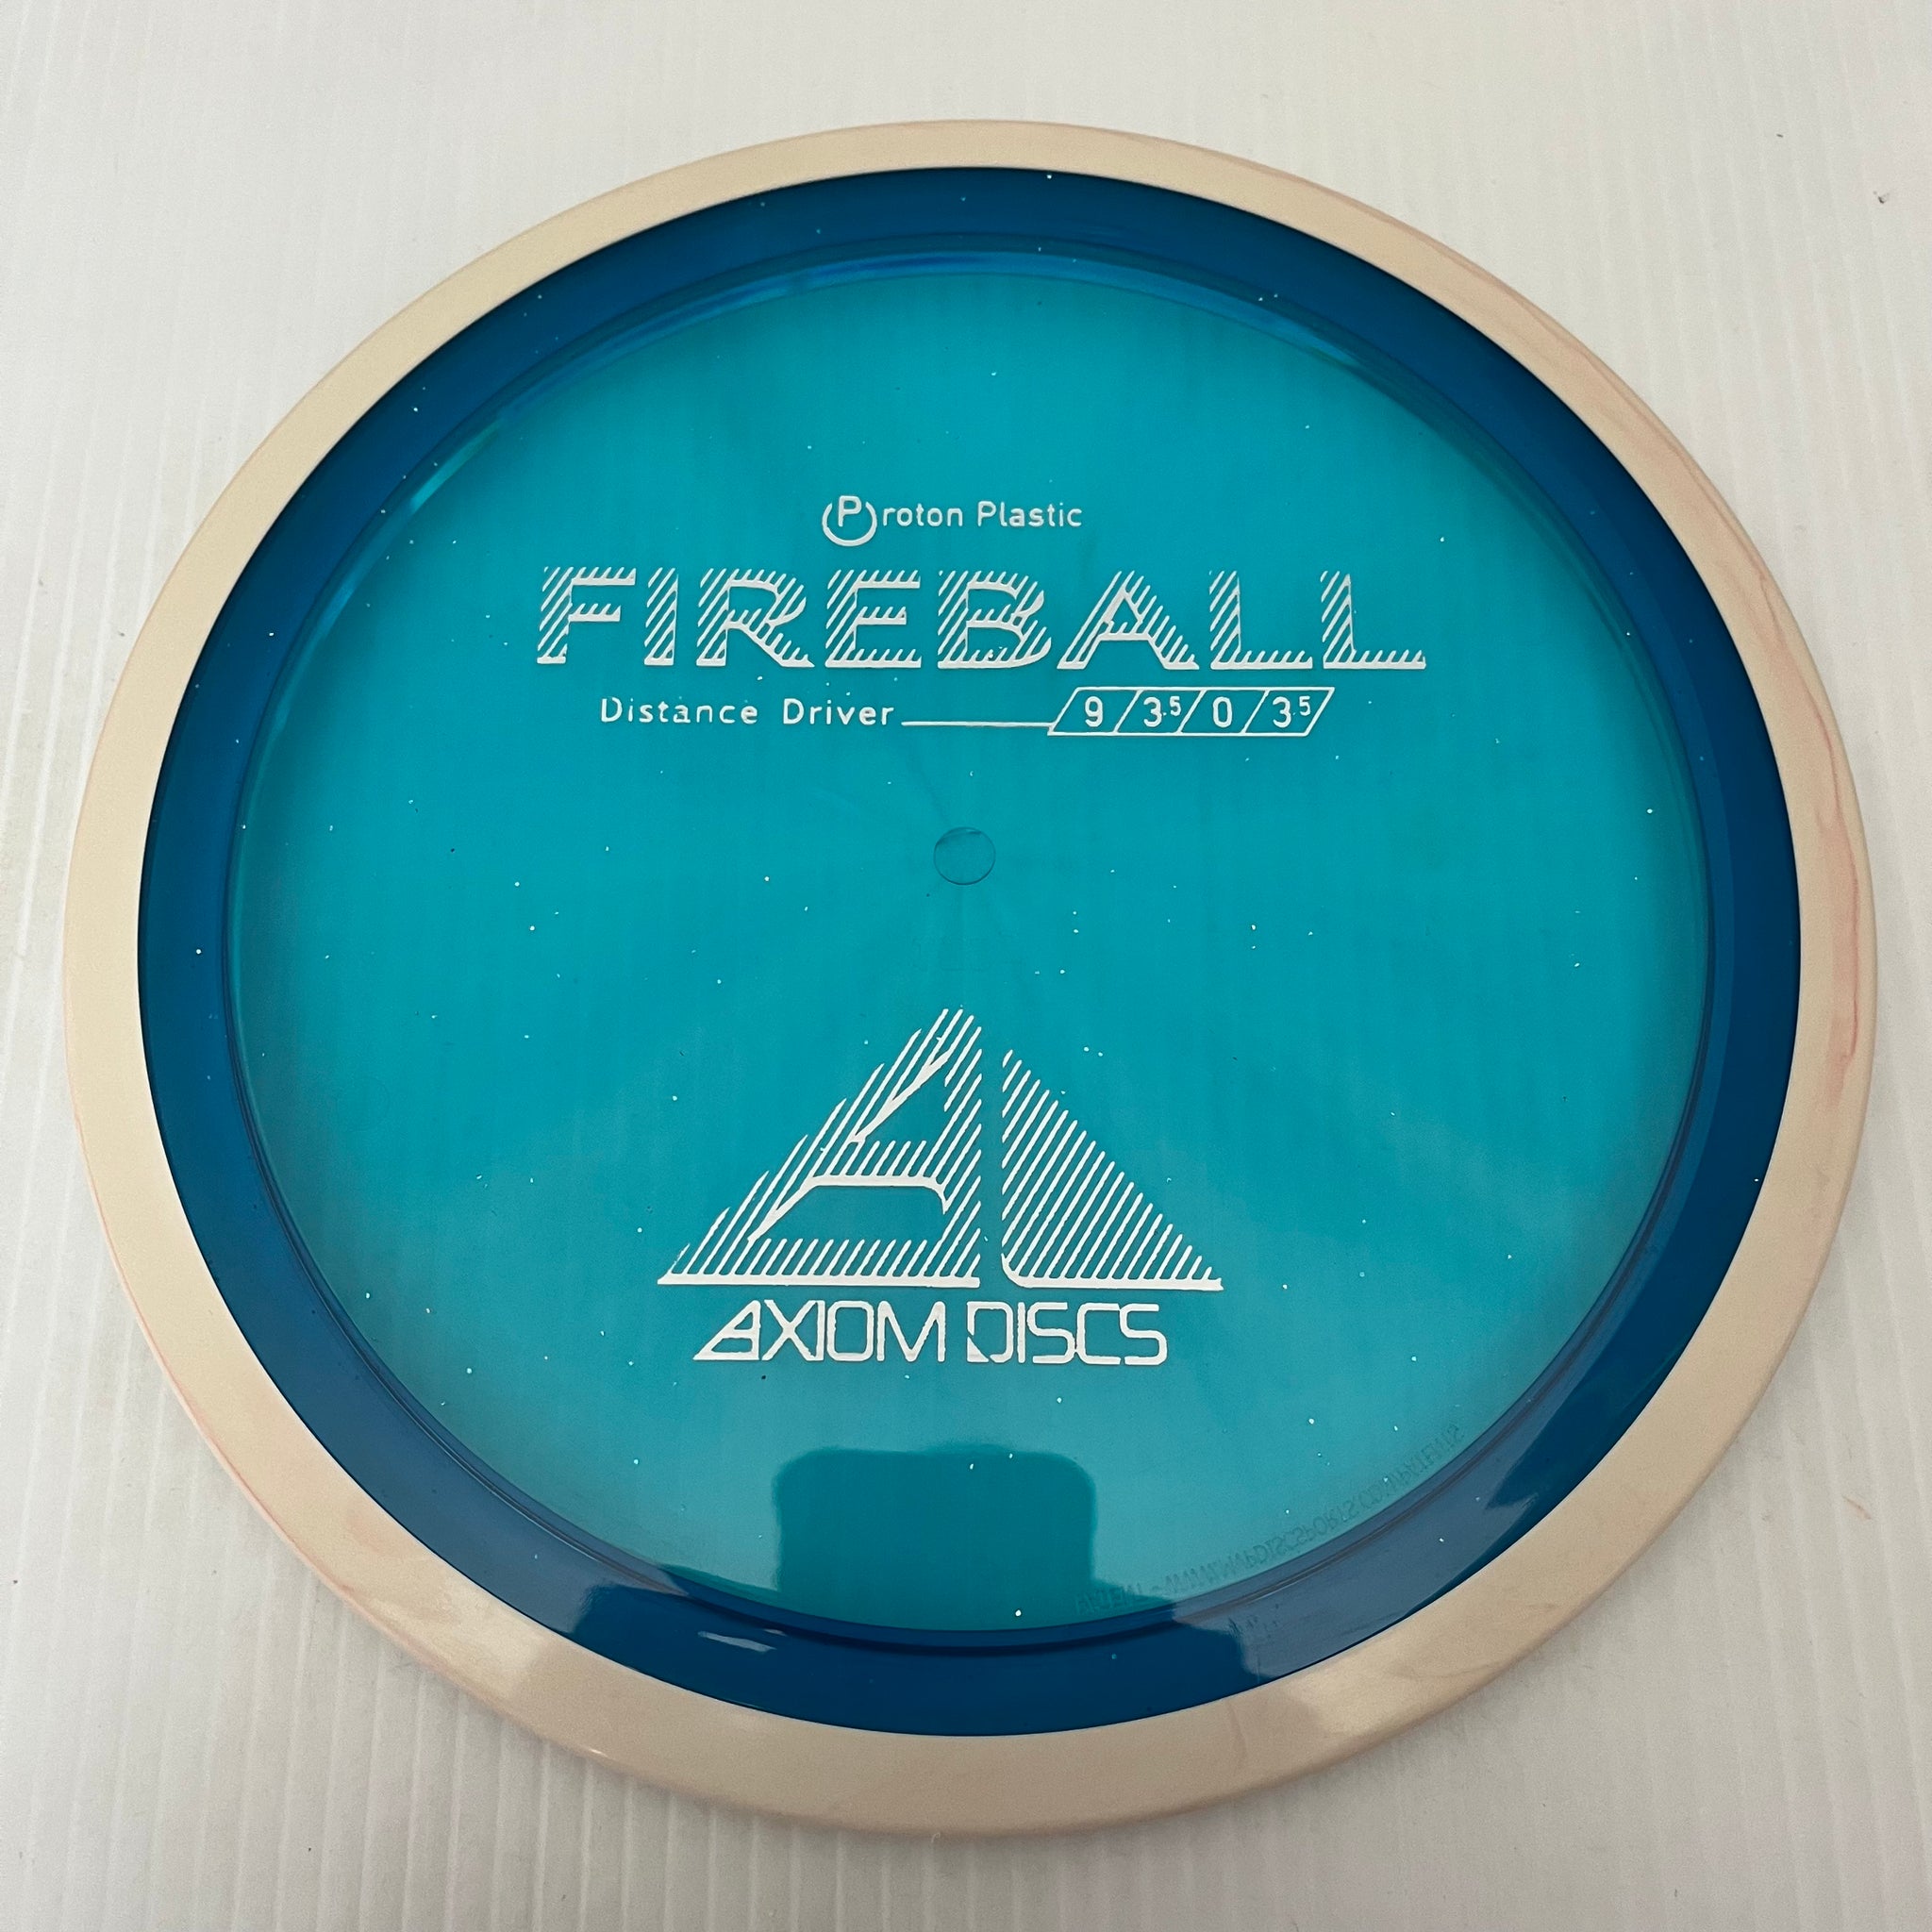 Proton Plastic
FIREBALL
Distance Driver 9/3.5/0/3.5
AXIOM DISCS